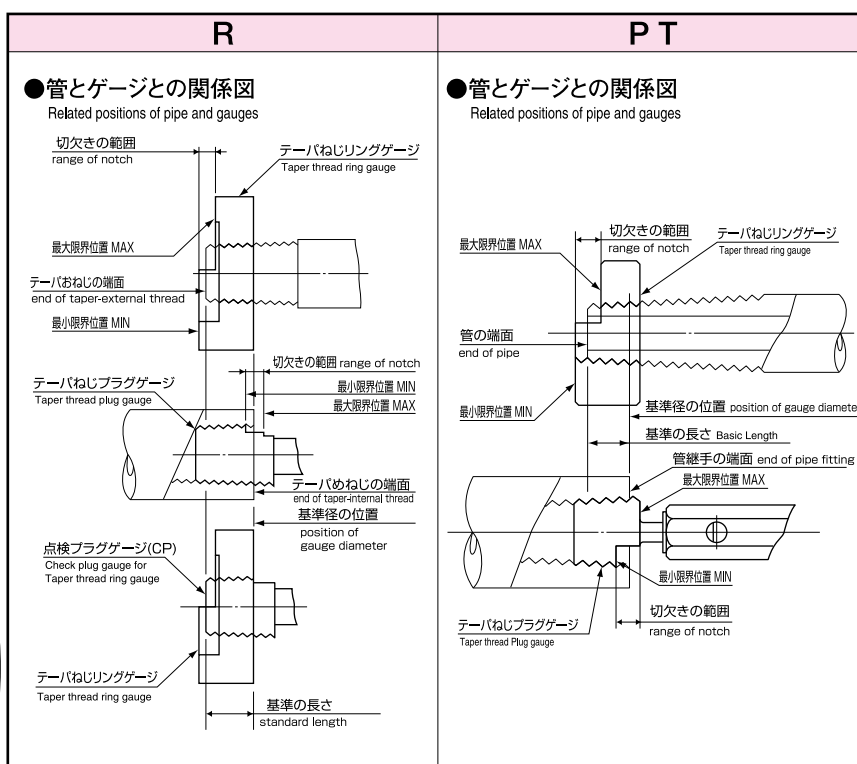 R
●管とゲージとの関係図
Related positions of pipe and gauges
切欠きの範囲
range of notch
テーパねじリングゲージ
Taper thread ring gauge
最大限界位置 MAX
テーパおねじの端面
end of taper-external thread
最小限界位置 MIN
切欠きの範囲 range of notch
テーパねじプラグゲージ
Taper thread plug gauge
最小限界位置 MIN
最大限界位置 MAX
テーパめねじの端面
end of taper-internal thread
基準径の位置
position of
gauge diameter
点検プラグゲージ(CP)
Check plug gauge for
Taper thread ring gauge
テーパねじリングゲージ
Taper thread ring gauge
基準の長さ
standard length
PT
●管とゲージとの関係図
Related positions of pipe and gauges
切欠きの範囲
range of notch
テーパねじリングゲージ
Taper thread ring gauge
最大限界位置 MAX
管の端面
end of pipe
最小限界位置 MIN
基準径の位置 position of gauge diamete
基準の長さ Basic Length
管継手の端面 end of pipe fitting
最大限界位置 MAX
最小限界位置 MIN
テーパねじプラグゲージ
Taper thread Plug gauge
切欠きの範囲
range of notch